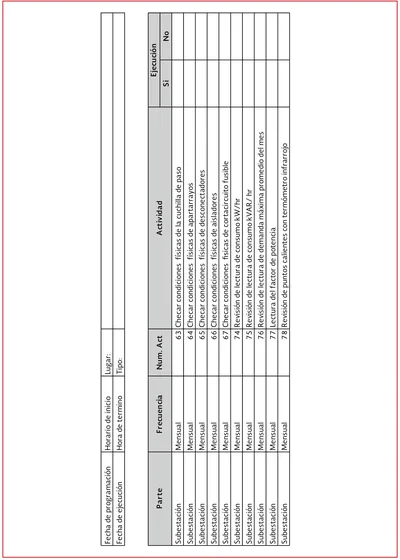 Fecha de programación Horario de inicio Lugar:
Fecha de ejecución Hora de termino Tipo:
Parte Frecuencia Num. Act Actividad Ejecución
Si No
Subestación Mensual 63 Checar condiciones físicas de la cuchilla de paso
Subestación Mensual 64 Checar condiciones físicas de apartarrayos
Subestación Mensual 65 Checar condiciones físicas de desconectadores
Subestación Mensual 66 Checar condiciones físicas de aisladores
Subestación Mensual 67 Checar condiciones físicas de cortacircuito fusible
Subestación Mensual 74 Revisión de lectura de consumo kW/hr
Subestación Mensual 75 Revisión de lectura de consumo kVAR/ hr
Subestación Mensual 76 Revisión de lectura de demanda máxima promedio del mes
Subestación Mensual 77 Lectura del factor de potencia
Subestación Mensual 78 Revisión de puntos calientes con termómetro infrarrojo